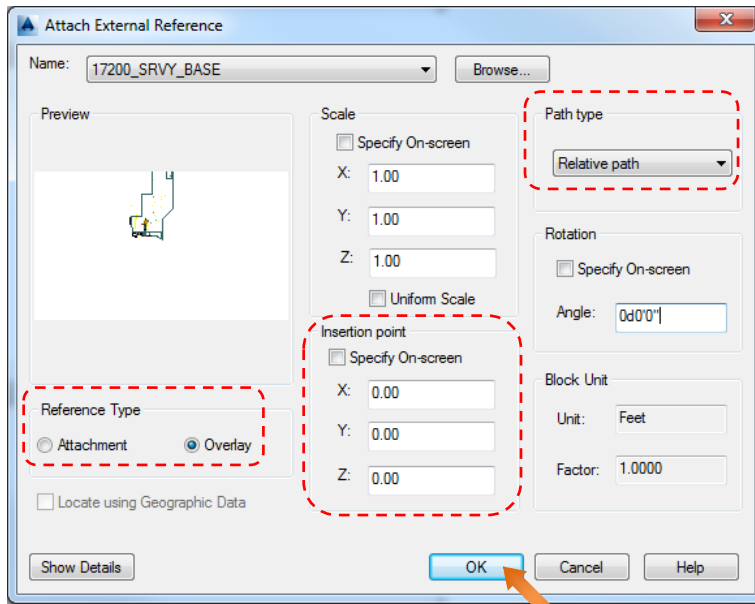 Attach External Reference
Name: 17200_SRVY_BASE Browse...
Preview
Reference Type
Attachment Overlay
Locate using Geographic Data
Scale
Specify On-screen
X: 1.00
Y: 1.00
Z: 1.00
Uniform Scale
Insertion point
Specify On-screen
X: 0.00
Y: 0.00
Z: 0.00
Path type
Relative path
Rotation
Specify On-screen
Angle: 0d0'0"
Block Unit
Unit: Feet
Factor: 1.0000
Show Details OK Cancel Help